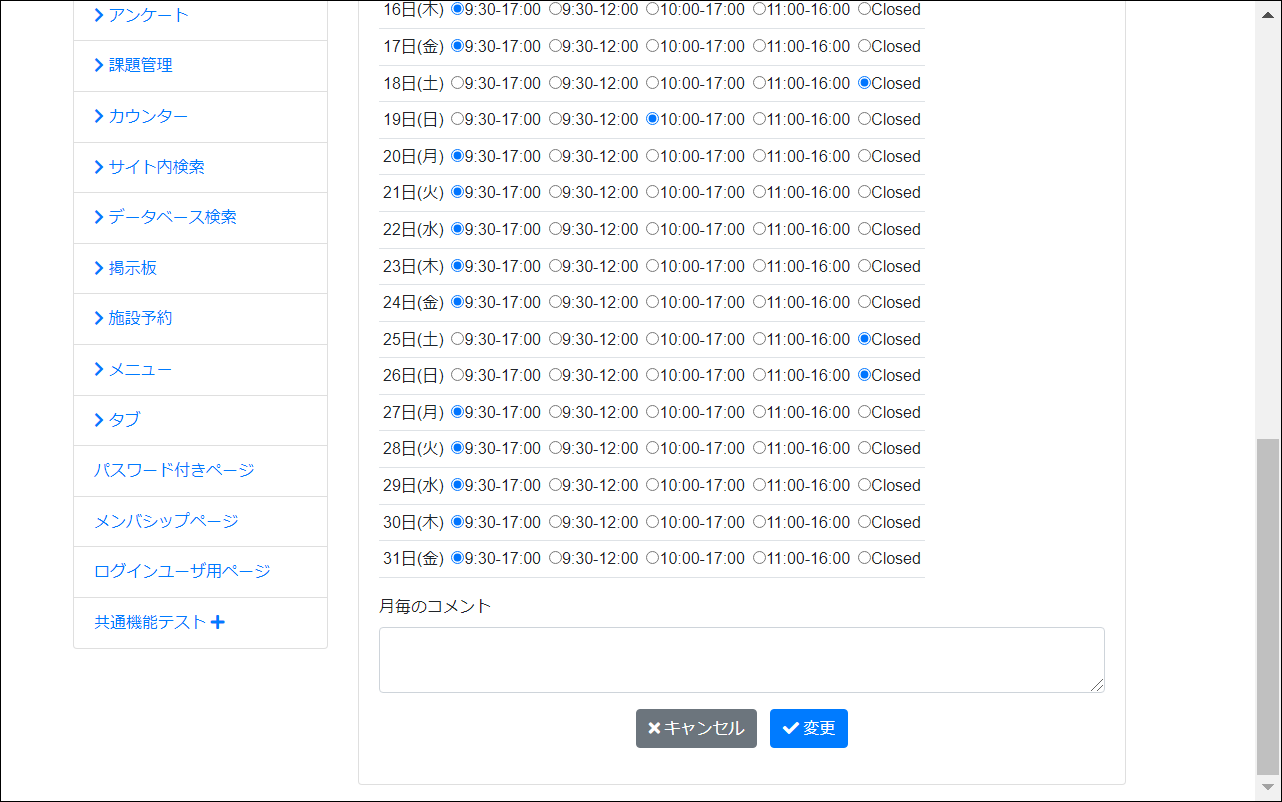 アンケート
課題管理
カウンター
サイト内検索
データベース検索
掲示板
施設予約
メニュー
タブ
パスワード付きページ
メンバシップページ
ログインユーザ用ページ
共通機能テスト
16日(木) 9:30-17:00 9:30-12:00 10:00-17:00 11:00-16:00 Closed
17日(金) 9:30-17:00 9:30-12:00 10:00-17:00 11:00-16:00 Closed
18日(土) 9:30-17:00 9:30-12:00 10:00-17:00 11:00-16:00 Closed
19日(日) 9:30-17:00 9:30-12:00 10:00-17:00 11:00-16:00 Closed
20日(月) 9:30-17:00 9:30-12:00 10:00-17:00 11:00-16:00 Closed
21日(火) 9:30-17:00 9:30-12:00 10:00-17:00 11:00-16:00 Closed
22日(水) 9:30-17:00 9:30-12:00 10:00-17:00 11:00-16:00 Closed
23日(木) 9:30-17:00 9:30-12:00 10:00-17:00 11:00-16:00 Closed
24日(金) 9:30-17:00 9:30-12:00 10:00-17:00 11:00-16:00 Closed
25日(土) 9:30-17:00 9:30-12:00 10:00-17:00 11:00-16:00 Closed
26日(日) 9:30-17:00 9:30-12:00 10:00-17:00 11:00-16:00 Closed
27日(月) 9:30-17:00 9:30-12:00 10:00-17:00 11:00-16:00 Closed
28日(火) 9:30-17:00 9:30-12:00 10:00-17:00 11:00-16:00 Closed
29日(水) 9:30-17:00 9:30-12:00 10:00-17:00 11:00-16:00 Closed
30日(木) 9:30-17:00 9:30-12:00 10:00-17:00 11:00-16:00 Closed
31日(金) 9:30-17:00 9:30-12:00 10:00-17:00 11:00-16:00 Closed
月毎のコメント
キャンセル 変更